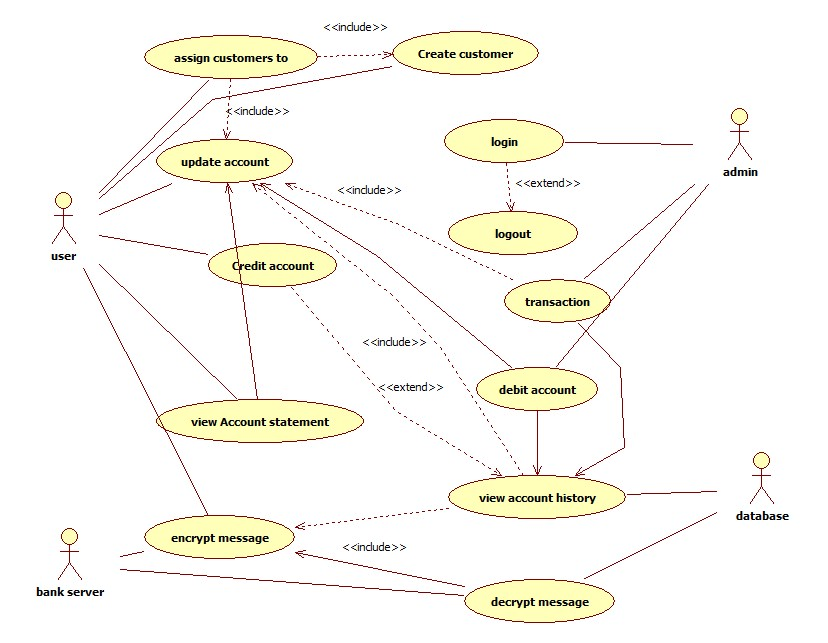 <<include>>
assign customers to
Create customer
<<include>>
login
update account
admin
<<extend>>
<<include>>
logout
user
Credit account
transaction
<<include>>
<<extend>>
debit account
view Account statement
view account history
database
encrypt message
<<include>>
bank server
decrypt message